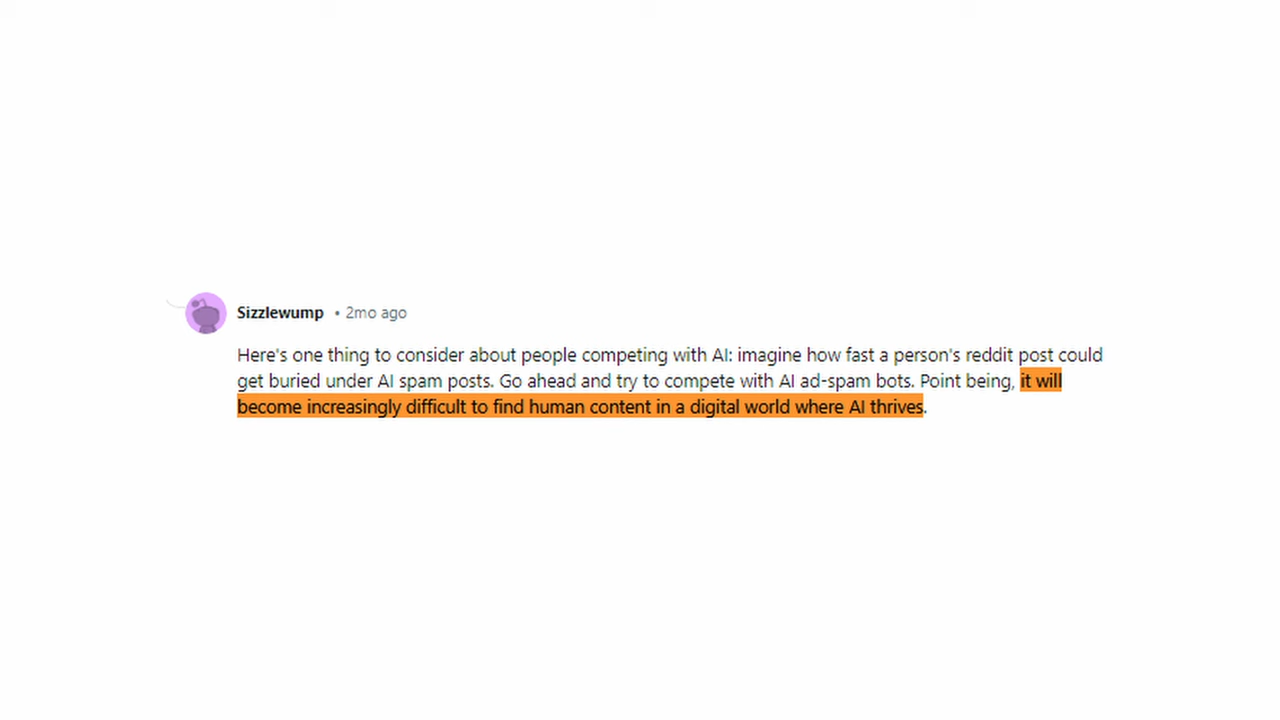 Sizzlewump • 2mo ago
Here's one thing to consider about people competing with AI: imagine how fast a person's reddit post could
get buried under AI spam posts. Go ahead and try to compete with AI ad-spam bots. Point being, it will
become increasingly difficult to find human content in a digital world where AI thrives.